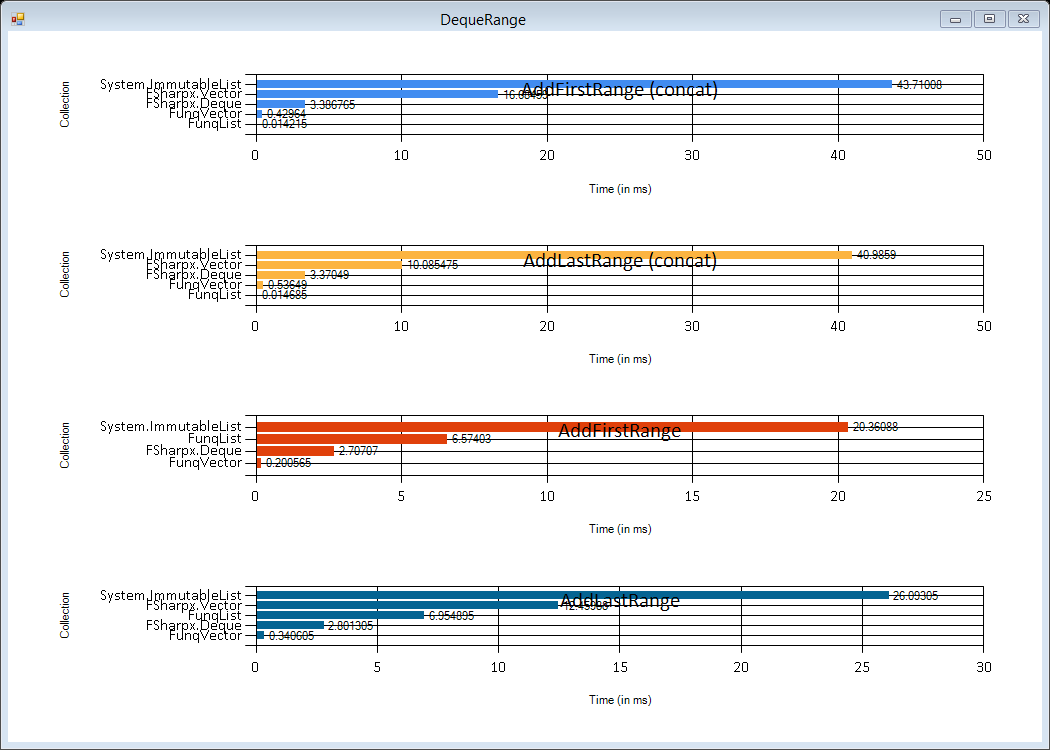 DequeRange
AddFirstRange (concat)
Collection
System.ImmutableList
43.71008
FSharpx.Vector
FSharpx.Deque
3.386765
FunqVector
0.42964
FunqList
0.014215
0 10 20 30 40 50
Time (in ms)
AddLastRange (concat)
Collection
System.ImmutableList
40.9859
FSharpx.Vector
10.085475
FSharpx.Deque
3.37049
FunqVector
0.53649
FunqList
0.014685
0 10 20 30 40 50
Time (in ms)
AddFirstRange
Collection
System.ImmutableList
20.36088
FunqList
6.57403
FSharpx.Deque
2.70707
FunqVector
0.200565
0 5 10 15 20 25
Time (in ms)
AddLastRange
Collection
System.ImmutableList
26.09305
FSharpx.Vector
FunqList
6.954895
FSharpx.Deque
2.801305
FunqVector
0.340605
0 5 10 15 20 25 30
Time (in ms)